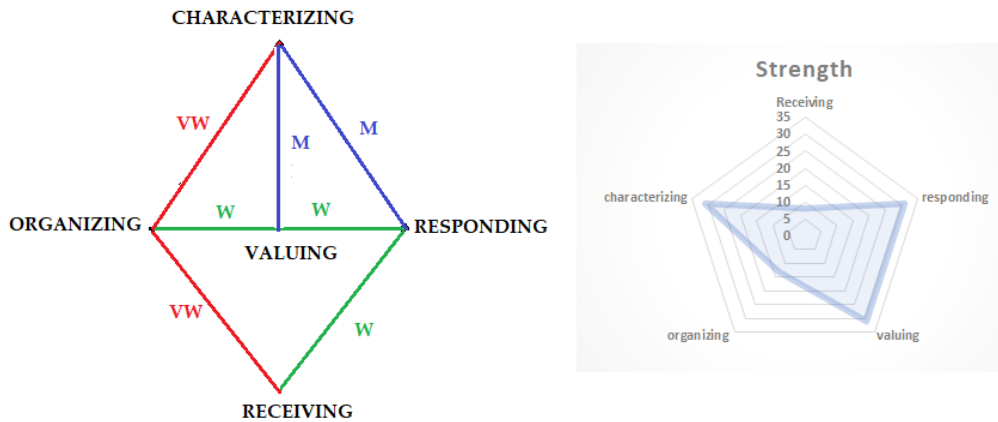 CHARACTERIZING
VW
M
M
ORGANIZING
W
W
RESPONDING
VALUING
VW
W
RECEIVING
Strength
Receiving
35
30
25
20
15
10
5
0
characterizing
responding
organizing
valuing